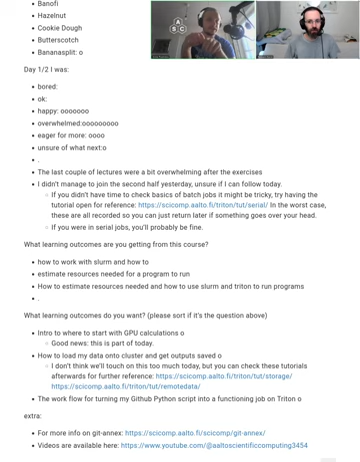 Banofi
Hazelnut
Cookie Dough
Butterscotch
Bananasplit: o
Day 1/2 I was:
bored:
ok:
happy: ooooooo
overwhelmed:ooooooooo
eager for more: oooo
unsure of what next:o
.
The last couple of lectures were a bit overwhelming after the exercises
I didn't manage to join the second half yesterday, unsure if I can follow today.
If you didn't have time to check basics of batch jobs it might be tricky, try having the
tutorial open for reference: https://scicomp.aalto.fi/triton/tut/serial/ In the worst case,
these are all recorded so you can just return later if something goes over your head.
If you were in serial jobs, you'll probably be fine.
What learning outcomes are you getting from this course?
how to work with slurm and how to
estimate resources needed for a program to run
How to estimate resources needed and how to use slurm and triton to run programs
.
What learning outcomes do you want? (please sort if it's the question above)
Intro to where to start with GPU calculations o
Good news: this is part of today.
How to load my data onto cluster and get outputs saved o
I don't think we'll touch on this too much today, but you can check these tutorials
afterwards for further reference: https://scicomp.aalto.fi/triton/tut/storage/
https://scicomp.aalto.fi/triton/tut/remotedata/
The work flow for turning my Github Python script into a functioning job on Triton o
extra:
For more info on git-annex: https://scicomp.aalto.fi/scicomp/git-annex/
Videos are available here: https://www.youtube.com/@aaltoscientificcomputing3454